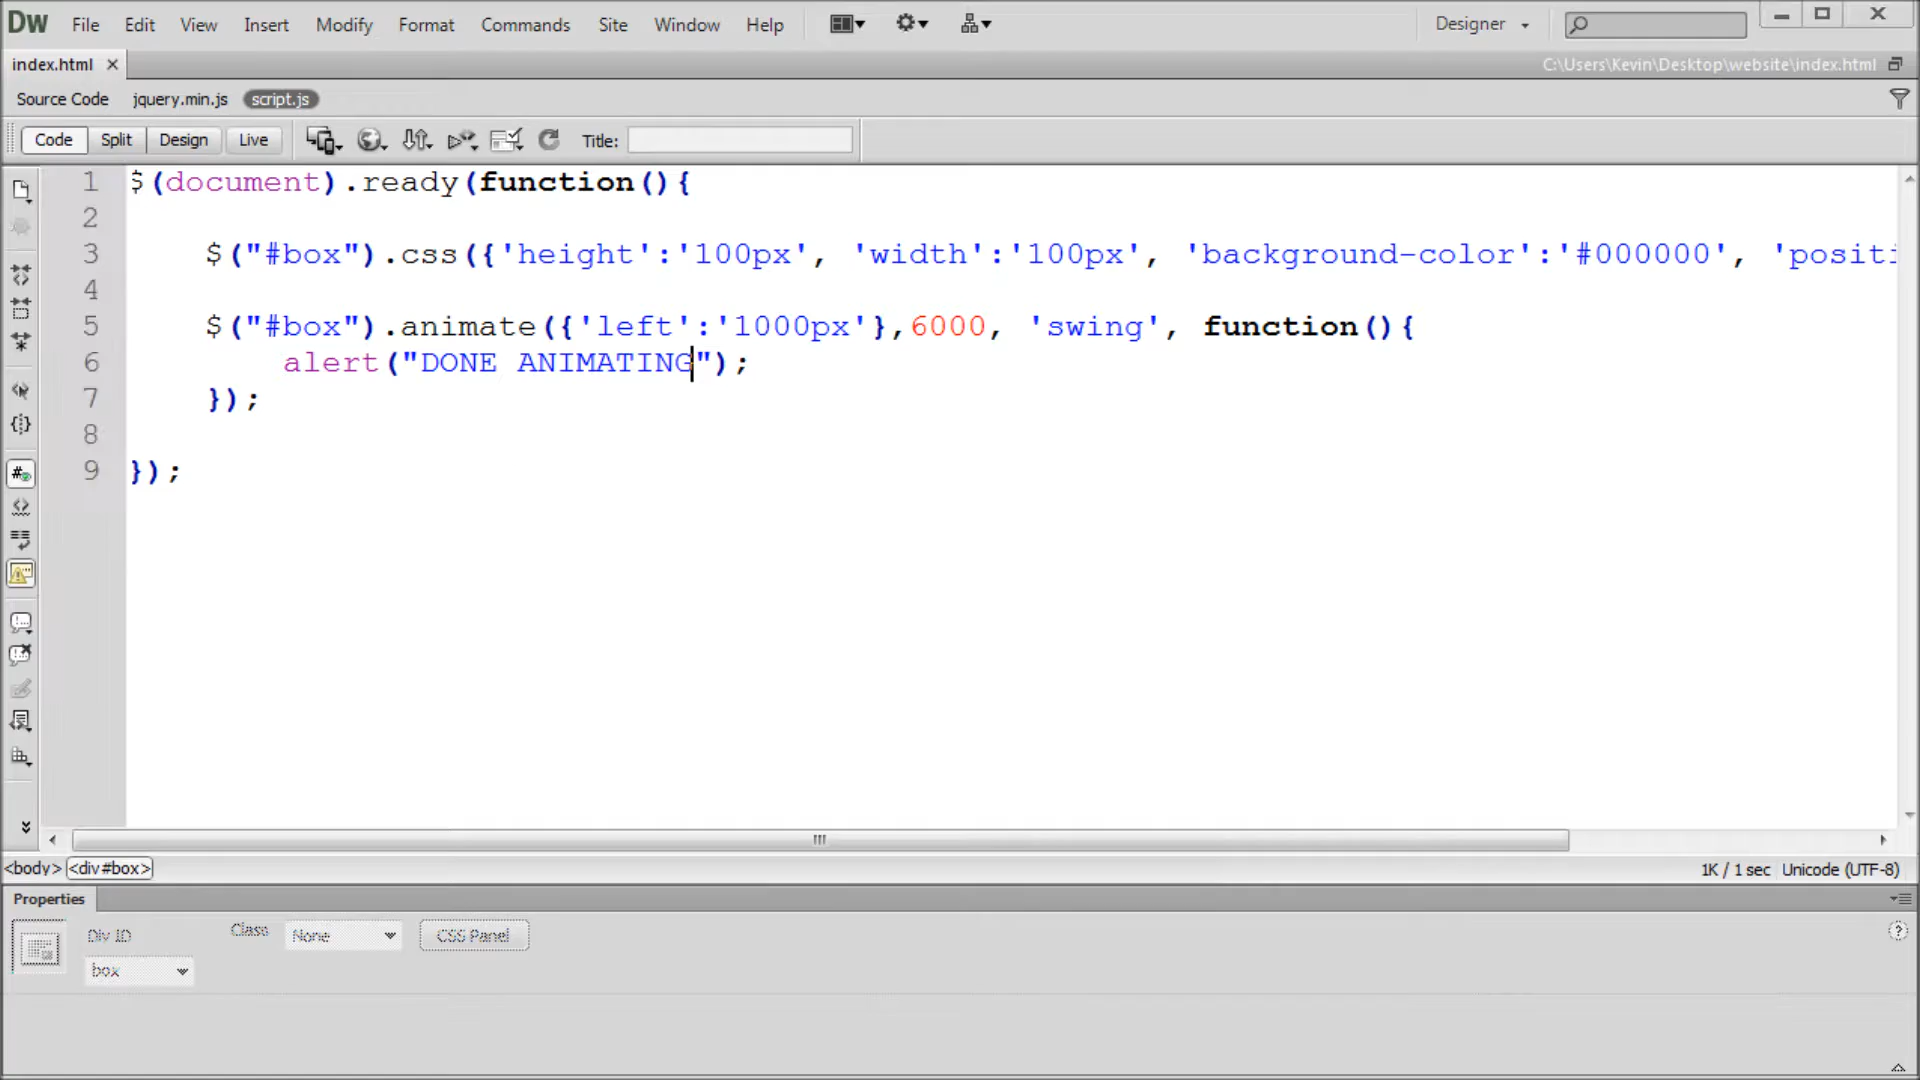 DW File Edit View Insert Modify Format Commands Site Window Help Designer
index.html C:\Users\Kevin\Desktop\website\index.html
Source Code jquery.min.js script.js
Code Split Design Live Title:
1 $(document).ready(function(){
2
3 $("#box").css({'height':'100px', 'width':'100px', 'background-color':'#000000', 'positi
4
5 $("#box").animate({'left':'1000px'},6000, 'swing', function(){
6 alert("DONE ANIMATING");
7 });
8
9 });
<body> <div#box> 1K / 1 sec Unicode (UTF-8)
Properties
Div ID Class None CSS Panel
box